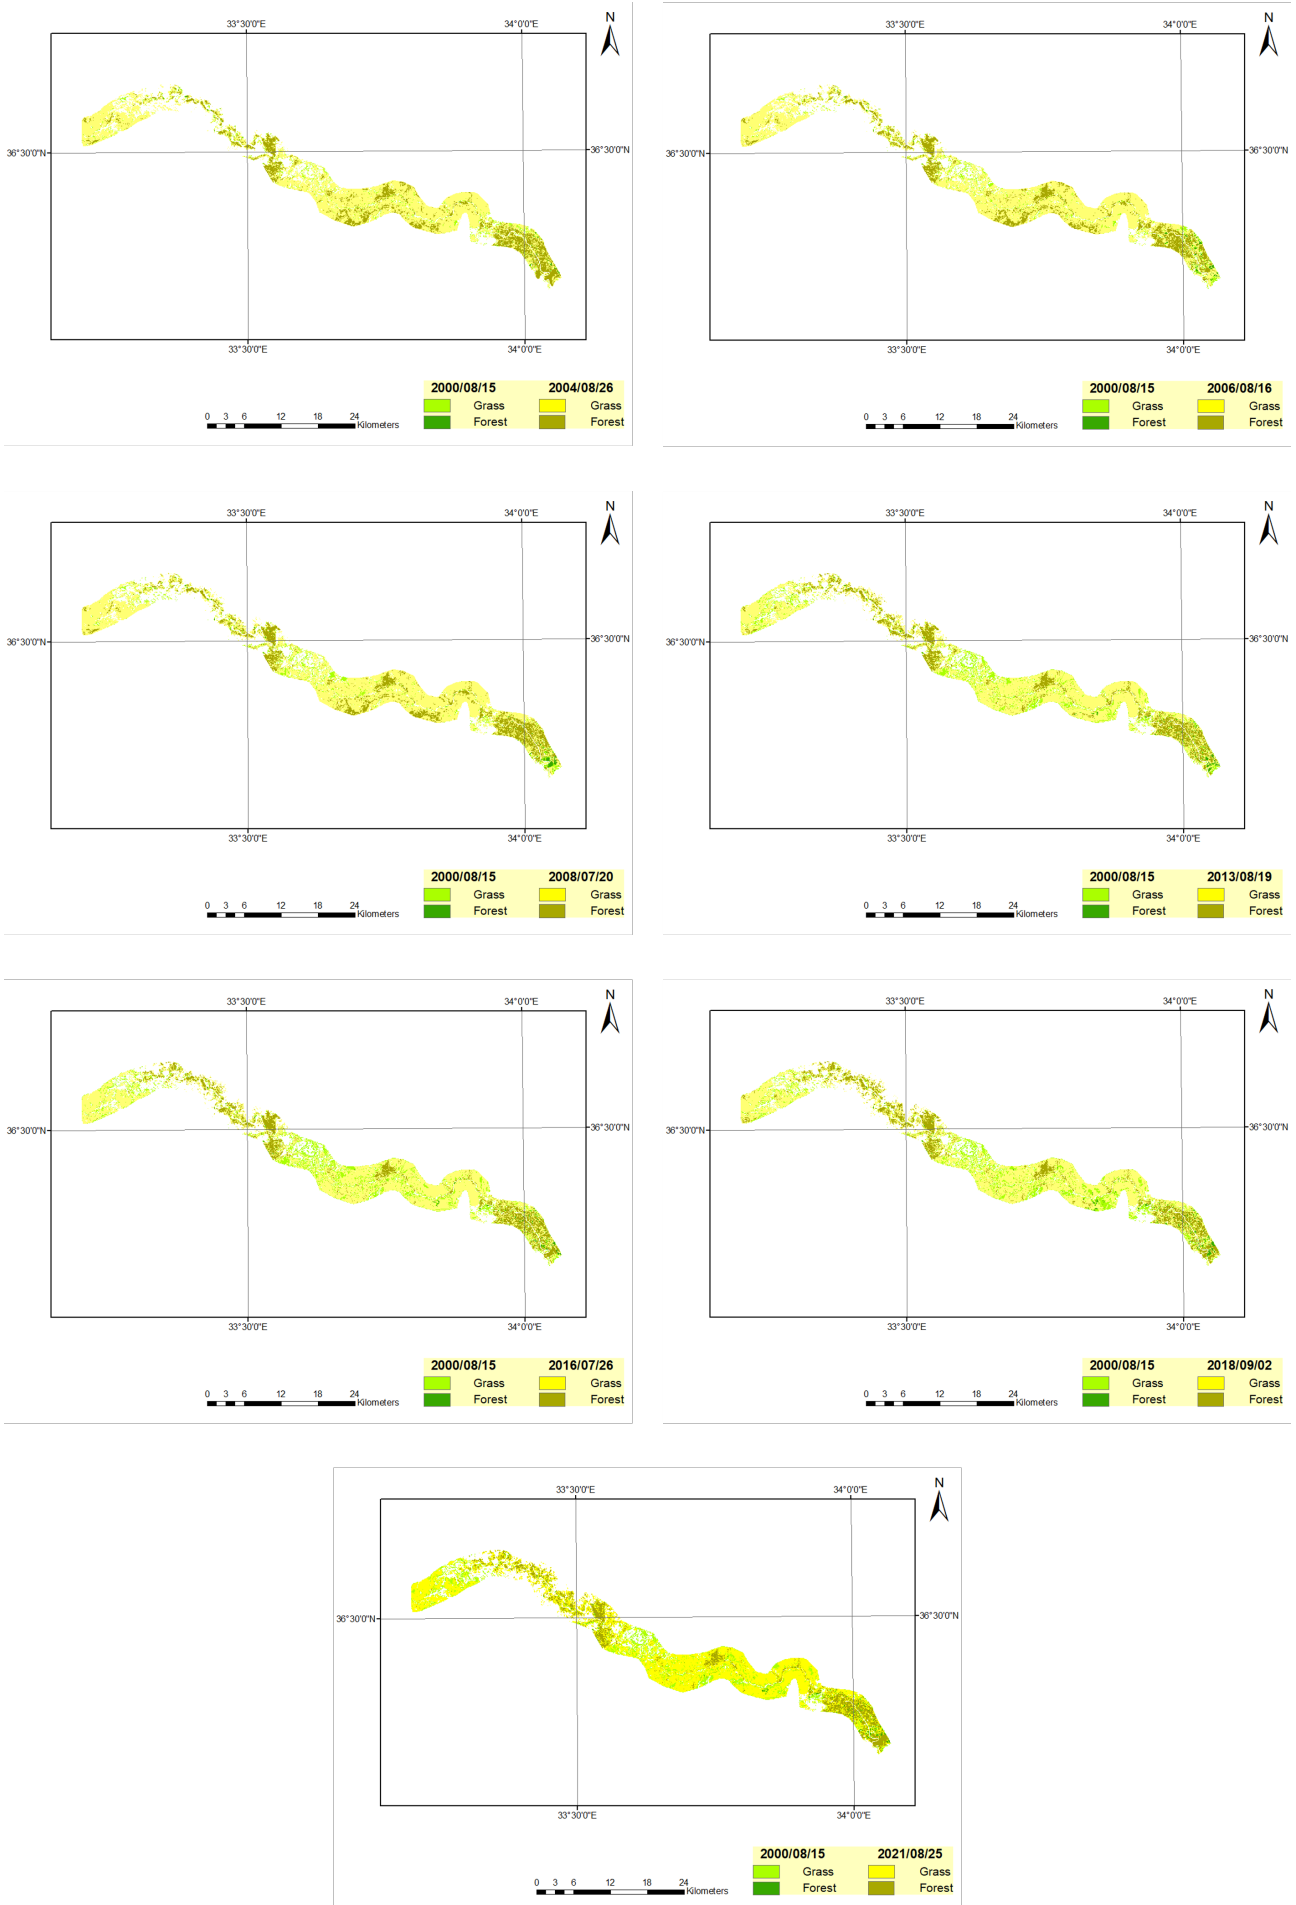 N
33°30'0"E 34°0'0"E
36°30'0"N 36°30'0"N
33°30'0"E 34°0'0"E
2000/08/15 2004/08/26
Grass Grass
Forest Forest
0 3 6 12 18 24
Kilometers
N
33°30'0"E 34°0'0"E
36°30'0"N 36°30'0"N
33°30'0"E 34°0'0"E
2000/08/15 2006/08/16
Grass Grass
Forest Forest
0 3 6 12 18 24
Kilometers
N
33°30'0"E 34°0'0"E
36°30'0"N 36°30'0"N
33°30'0"E 34°0'0"E
2000/08/15 2008/07/20
Grass Grass
Forest Forest
0 3 6 12 18 24
Kilometers
N
33°30'0"E 34°0'0"E
36°30'0"N 36°30'0"N
33°30'0"E 34°0'0"E
2000/08/15 2013/08/19
Grass Grass
Forest Forest
0 3 6 12 18 24
Kilometers
N
33°30'0"E 34°0'0"E
36°30'0"N 36°30'0"N
33°30'0"E 34°0'0"E
2000/08/15 2016/07/26
Grass Grass
Forest Forest
0 3 6 12 18 24
Kilometers
N
33°30'0"E 34°0'0"E
36°30'0"N 36°30'0"N
33°30'0"E 34°0'0"E
2000/08/15 2018/09/02
Grass Grass
Forest Forest
0 3 6 12 18 24
Kilometers
N
33°30'0"E 34°0'0"E
36°30'0"N 36°30'0"N
33°30'0"E 34°0'0"E
2000/08/15 2021/08/25
Grass Grass
Forest Forest
0 3 6 12 18 24
Kilometers